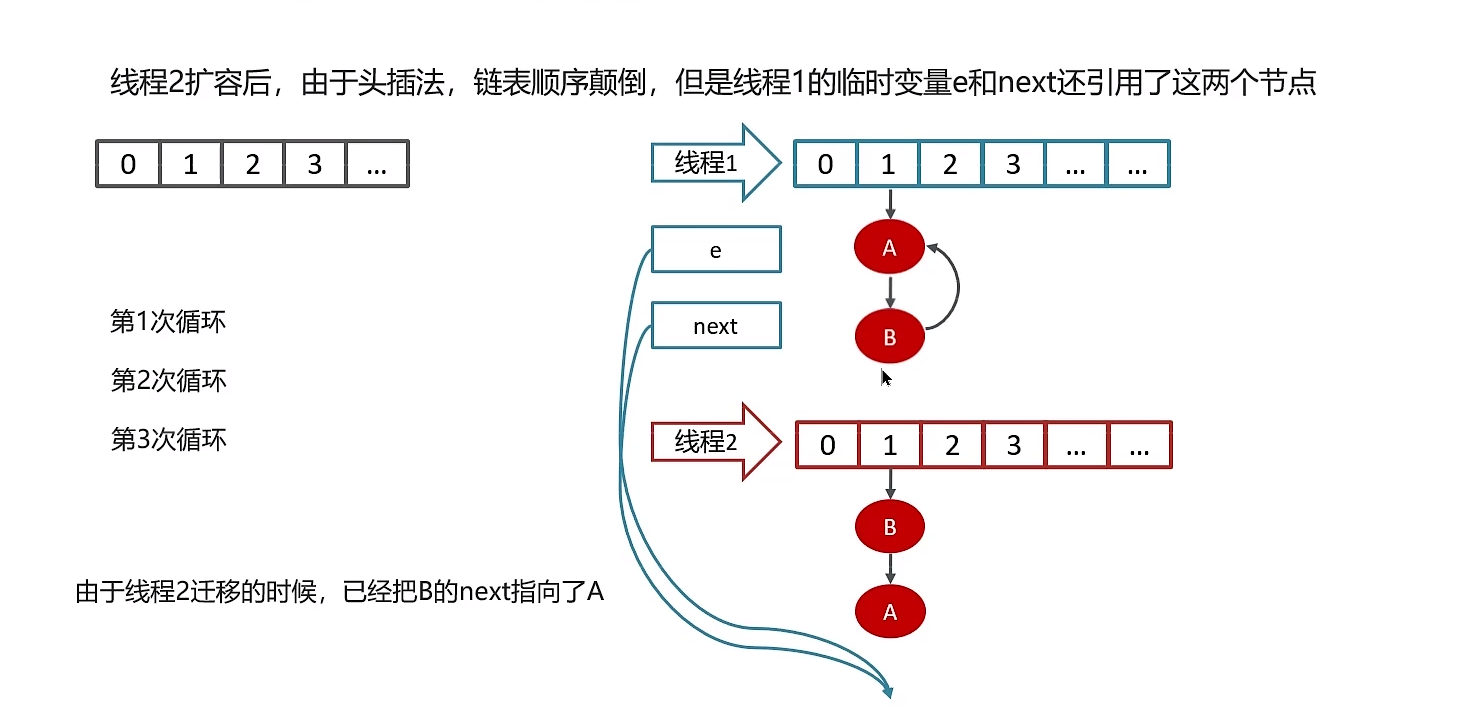 线程2扩容后，由于头插法，链表顺序颠倒，但是线程1的临时变量e和next还引用了这两个节点
0 1 2 3 ...
线程1
0 1 2 3 ... ...
e
A
next
B
第1次循环
第2次循环
第3次循环
线程2
0 1 2 3 ... ...
B
A
由于线程2迁移的时候，已经把B的next指向了A